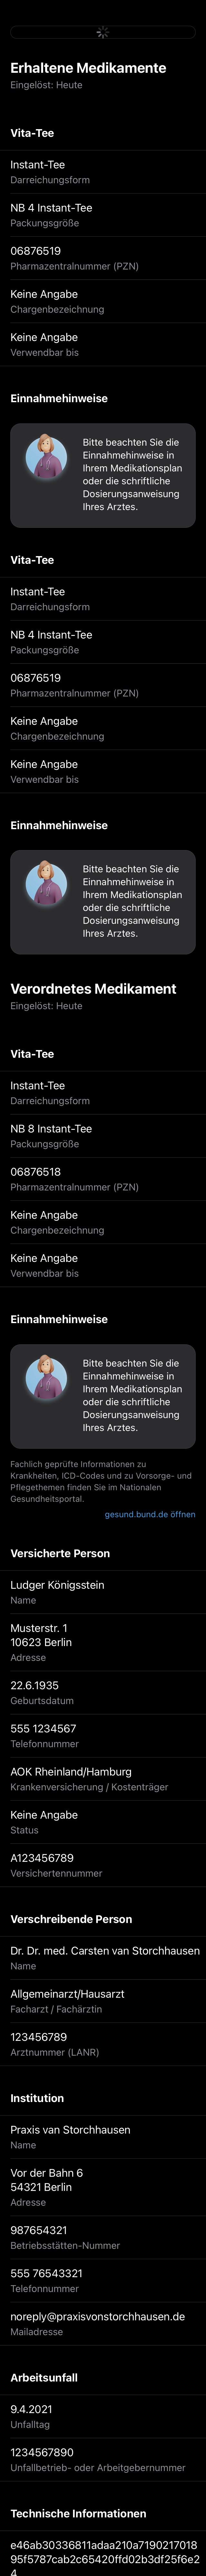 Erhaltene Medikamente
Eingelöst: Heute
Vita-Tee
Instant-Tee
Darreichungsform
NB 4 Instant-Tee
Packungsgröße
06876519
Pharmazentralnummer (PZN)
Keine Angabe
Chargenbezeichnung
Keine Angabe
Verwendbar bis
Einnahmehinweise
Bitte beachten Sie die
Einnahmehinweise in
Ihrem Medikationsplan
oder die schriftliche
Dosierungsanweisung
Ihres Arztes.
Vita-Tee
Instant-Tee
Darreichungsform
NB 4 Instant-Tee
Packungsgröße
06876519
Pharmazentralnummer (PZN)
Keine Angabe
Chargenbezeichnung
Keine Angabe
Verwendbar bis
Einnahmehinweise
Bitte beachten Sie die
Einnahmehinweise in
Ihrem Medikationsplan
oder die schriftliche
Dosierungsanweisung
Ihres Arztes.
Verordnetes Medikament
Eingelöst: Heute
Vita-Tee
Instant-Tee
Darreichungsform
NB 8 Instant-Tee
Packungsgröße
06876518
Pharmazentralnummer (PZN)
Keine Angabe
Chargenbezeichnung
Keine Angabe
Verwendbar bis
Einnahmehinweise
Bitte beachten Sie die
Einnahmehinweise in
Ihrem Medikationsplan
oder die schriftliche
Dosierungsanweisung
Ihres Arztes.
Fachlich geprüfte Informationen zu
Krankheiten, ICD-Codes und zu Vorsorge- und
Pflegethemen finden Sie im Nationalen
Gesundheitsportal.
gesund.bund.de öffnen
Versicherte Person
Ludger Königsstein
Name
Musterstr. 1
10623 Berlin
Adresse
22.6.1935
Geburtsdatum
555 1234567
Telefonnummer
AOK Rheinland/Hamburg
Krankenversicherung / Kostenträger
Keine Angabe
Status
A123456789
Versichertennummer
Verschreibende Person
Dr. Dr. med. Carsten van Storchhausen
Name
Allgemeinarzt/Hausarzt
Facharzt / Fachärztin
123456789
Arztnummer (LANR)
Institution
Praxis van Storchhausen
Name
Vor der Bahn 6
54321 Berlin
Adresse
987654321
Betriebsstätten-Nummer
555 76543321
Telefonnummer
noreply@praxisvonstorchhausen.de
Mailadresse
Arbeitsunfall
9.4.2021
Unfalltag
1234567890
Unfallbetrieb- oder Arbeitgebernummer
Technische Informationen
e46ab30336811adaa210a7190217018
95f5787cab2c65420ffd02b3df25f6e2
4